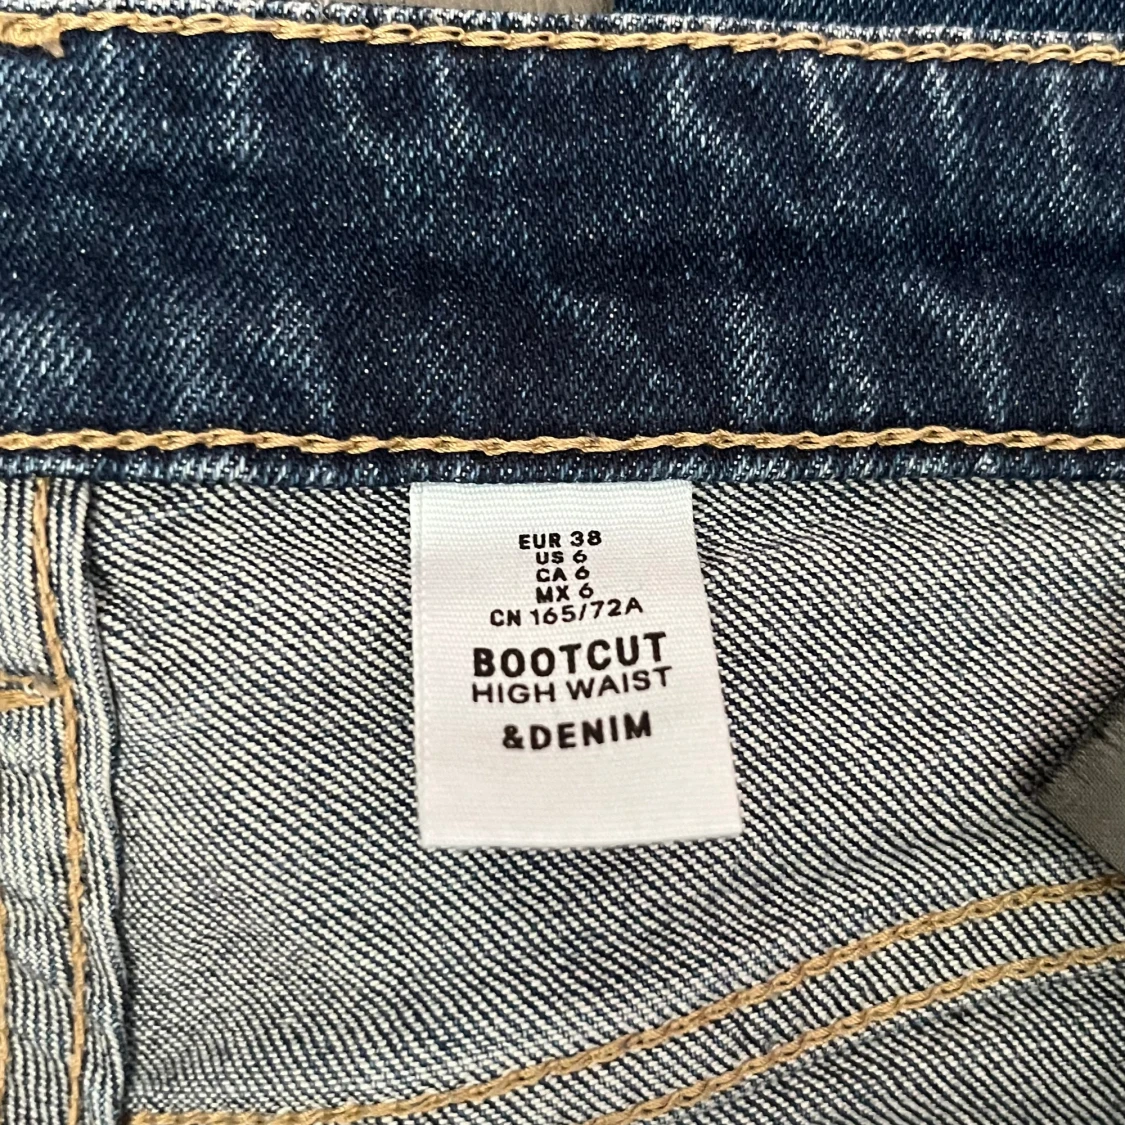 EUR 38
US 6
CA 6
MX 6
CN 165/72A
BOOTCUT
HIGH WAIST
&DENIM